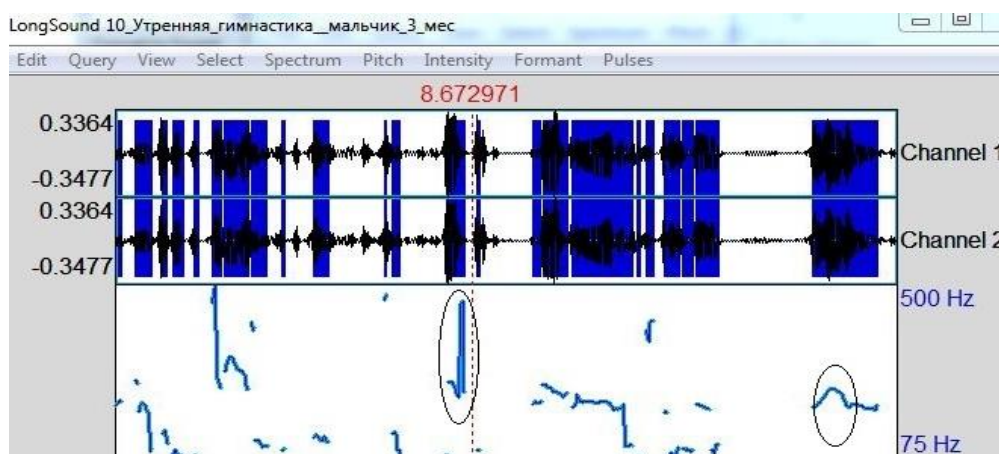 LongSound 10_Утренняя_гимнастика__мальчик_3_мес
Edit Query View Select Spectrum Pitch Intensity Formant Pulses
8.672971
0.3364
-0.3477
Channel 1
0.3364
-0.3477
Channel 2
500 Hz
75 Hz